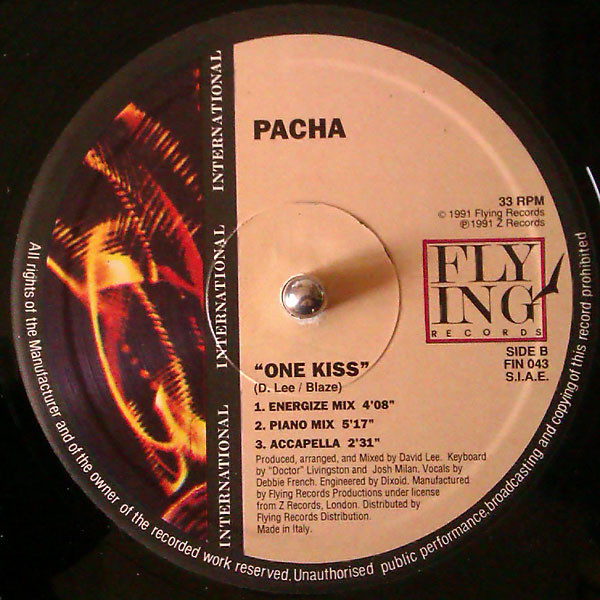 INTERNATIONAL INTERNATIONAL INTERNATIONAL
PACHA
33 RPM
© 1991 Flying Records
℗ 1991 Z Records
FLY
ING
RECORDS
SIDE B
FIN 043
S.I.A.E.
"ONE KISS"
(D. Lee / Blaze)
1. ENERGIZE MIX 4'08"
2. PIANO MIX 5'17"
3. ACCAPELLA 2'31"
Produced, arranged, and Mixed by David Lee. Keyboard
by "Doctor" Livingston and Josh Milan. Vocals by
Debbie French. Engineered by Dixoid. Manufactured
by Flying Records Productions under license
from Z Records, London. Distributed by
Flying Records Distribution.
Made in Italy.
All rights of the Manufacturer and of the owner of the recorded work reserved. Unauthorised public performance, broadcasting and copying of this record prohibited